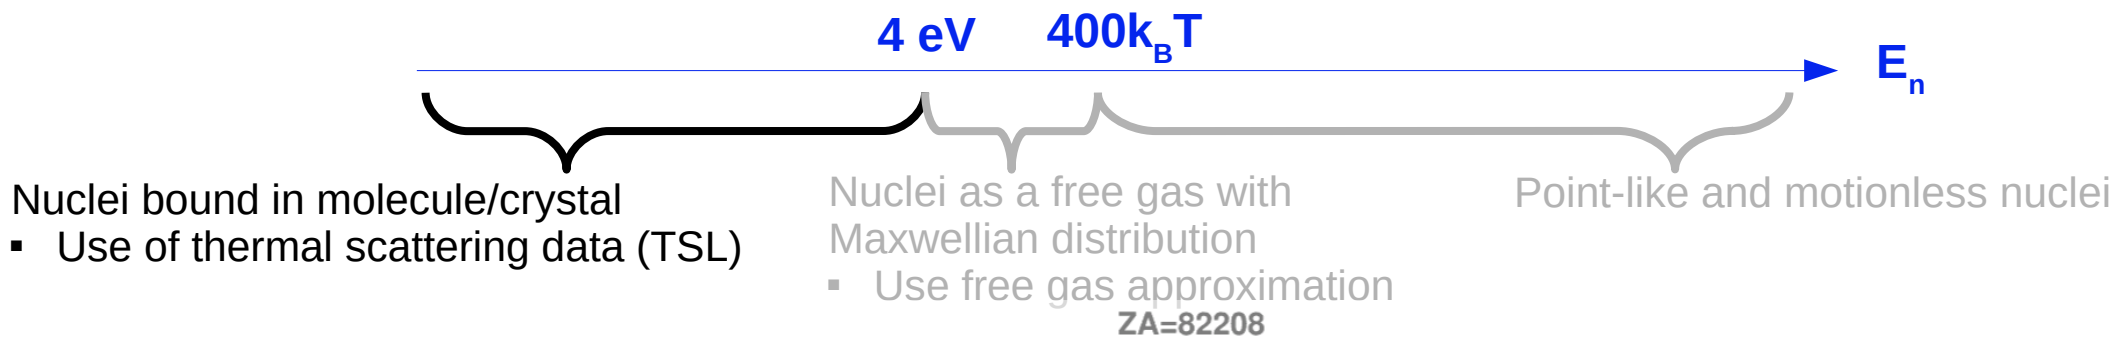 4 eV 400kBT
En
Nuclei bound in molecule/crystal
▪ Use of thermal scattering data (TSL)
Nuclei as a free gas with
Maxwellian distribution
▪ Use free gas approximation
Point-like and motionless nuclei
ZA=82208